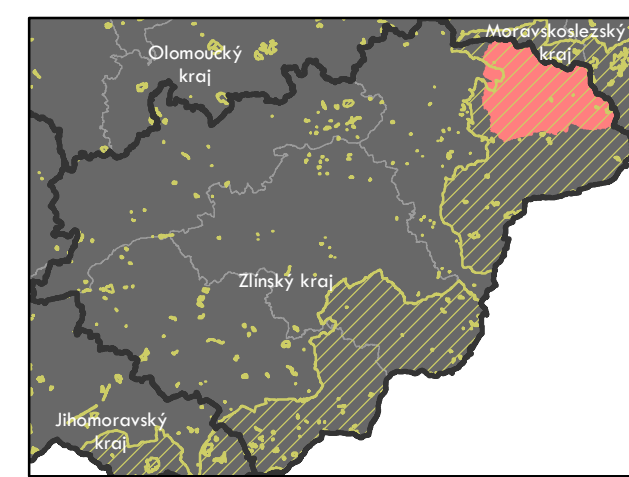 Moravskoslezský
kraj
Olomoucký
kraj
Zlínský kraj
Jihomoravský
kraj